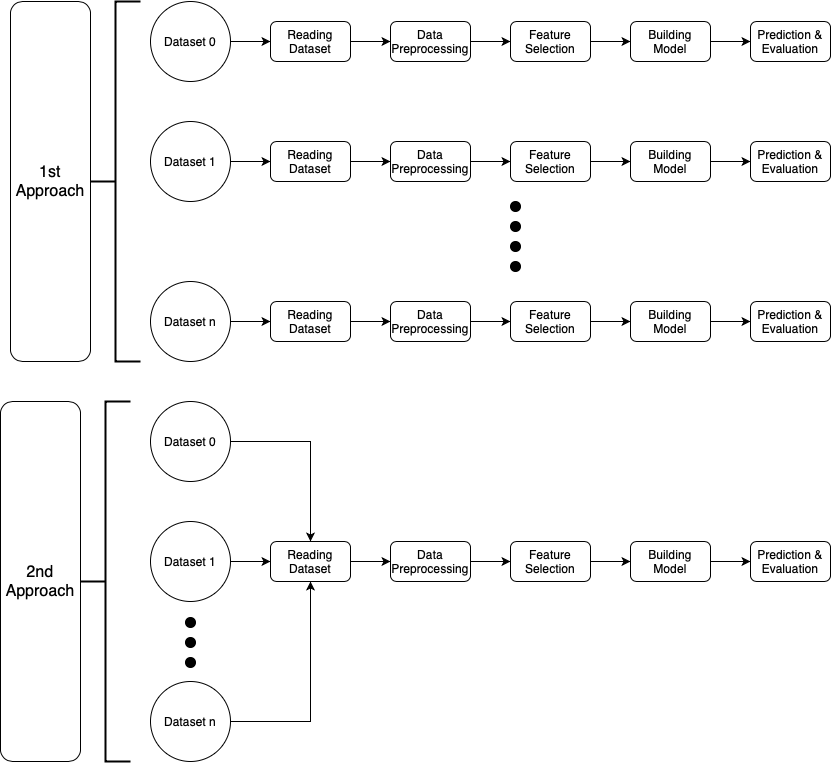 1st
Approach
Dataset 0
Reading
Dataset
Data
Preprocessing
Feature
Selection
Building
Model
Prediction &
Evaluation
Dataset 1
Reading
Dataset
Data
Preprocessing
Feature
Selection
Building
Model
Prediction &
Evaluation
Dataset n
Reading
Dataset
Data
Preprocessing
Feature
Selection
Building
Model
Prediction &
Evaluation
2nd
Approach
Dataset 0
Dataset 1
Reading
Dataset
Data
Preprocessing
Feature
Selection
Building
Model
Prediction &
Evaluation
Dataset n